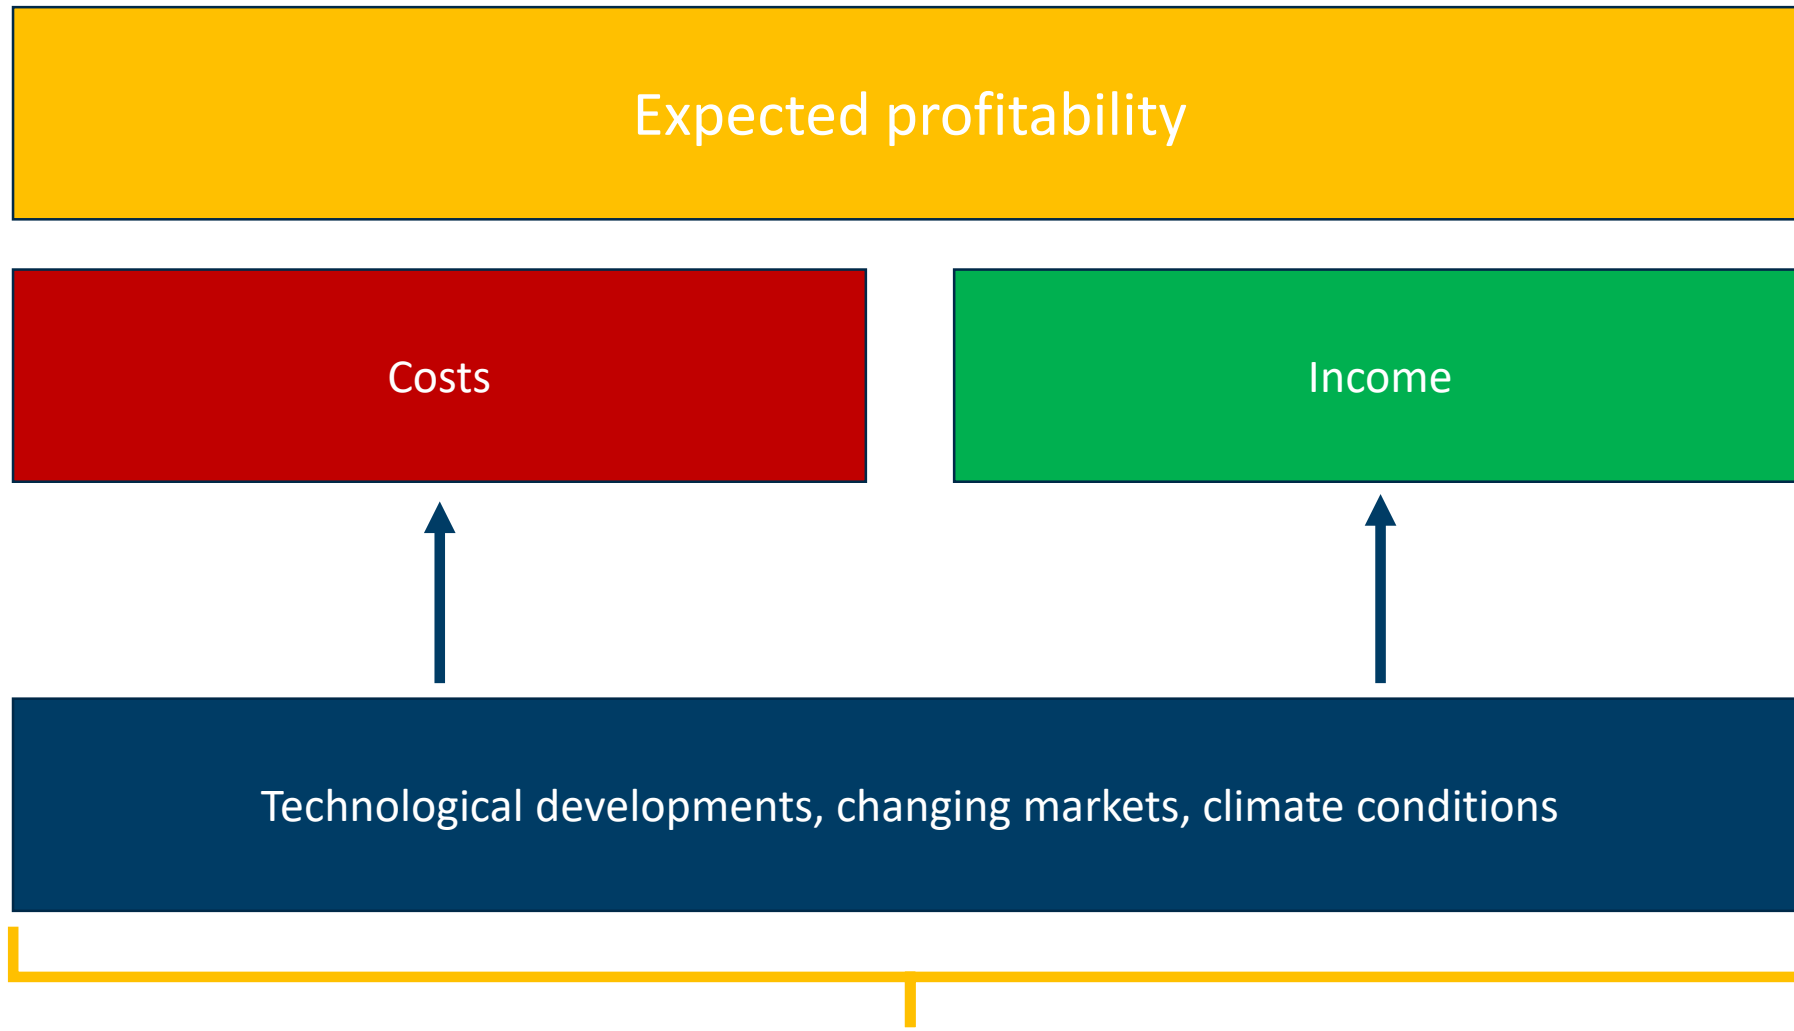 Expected profitability
Costs
Income
Technological developments, changing markets, climate conditions